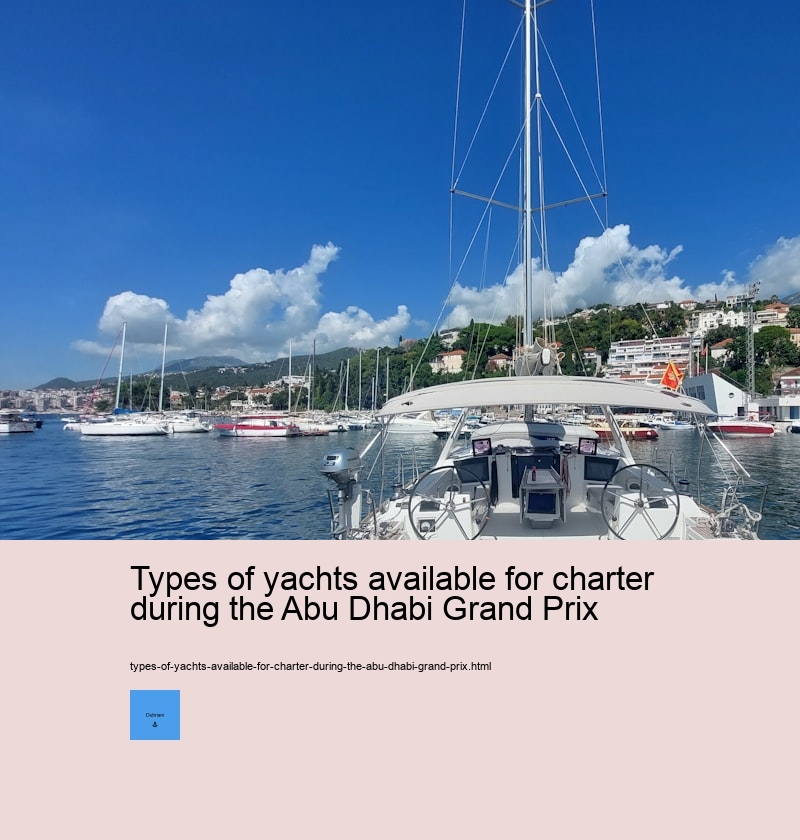 Types of yachts available for charter
during the Abu Dhabi Grand Prix
types-of-yachts-available-for-charter-during-the-abu-dhabi-grand-prix.html